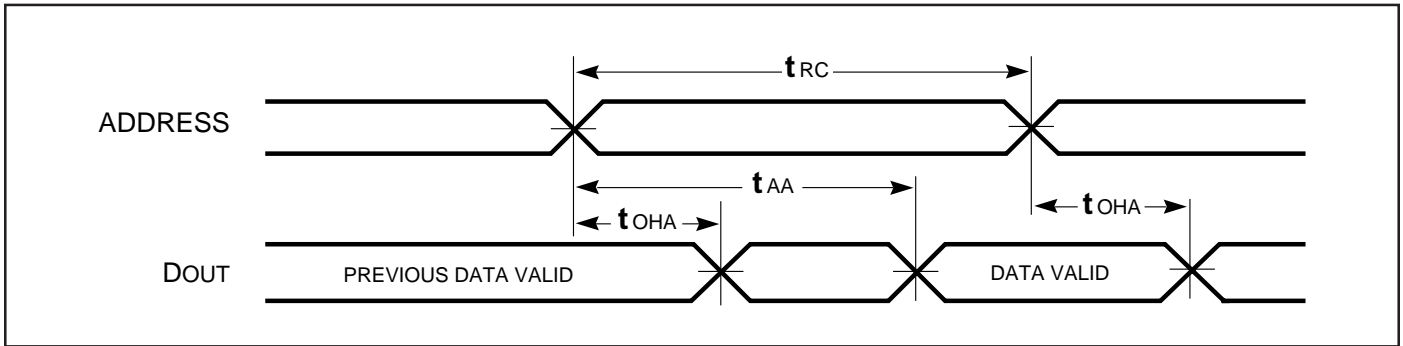 tRC
ADDRESS
tAA
tOHA
tOHA
DOUT
PREVIOUS DATA VALID
DATA VALID